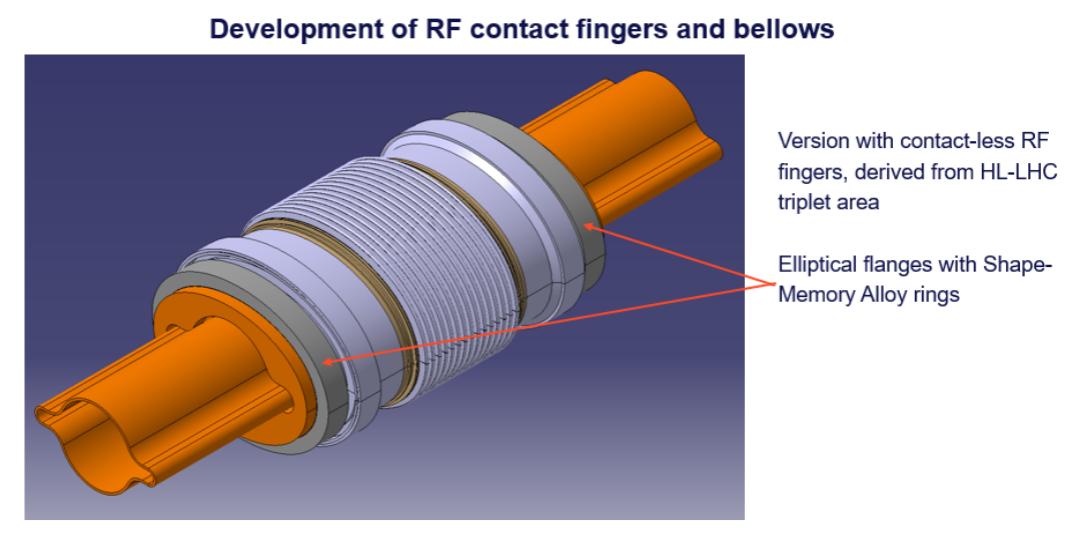 Development of RF contact fingers and bellows
Version with contact-less RF
fingers, derived from HL-LHC
triplet area
Elliptical flanges with Shape-
Memory Alloy rings